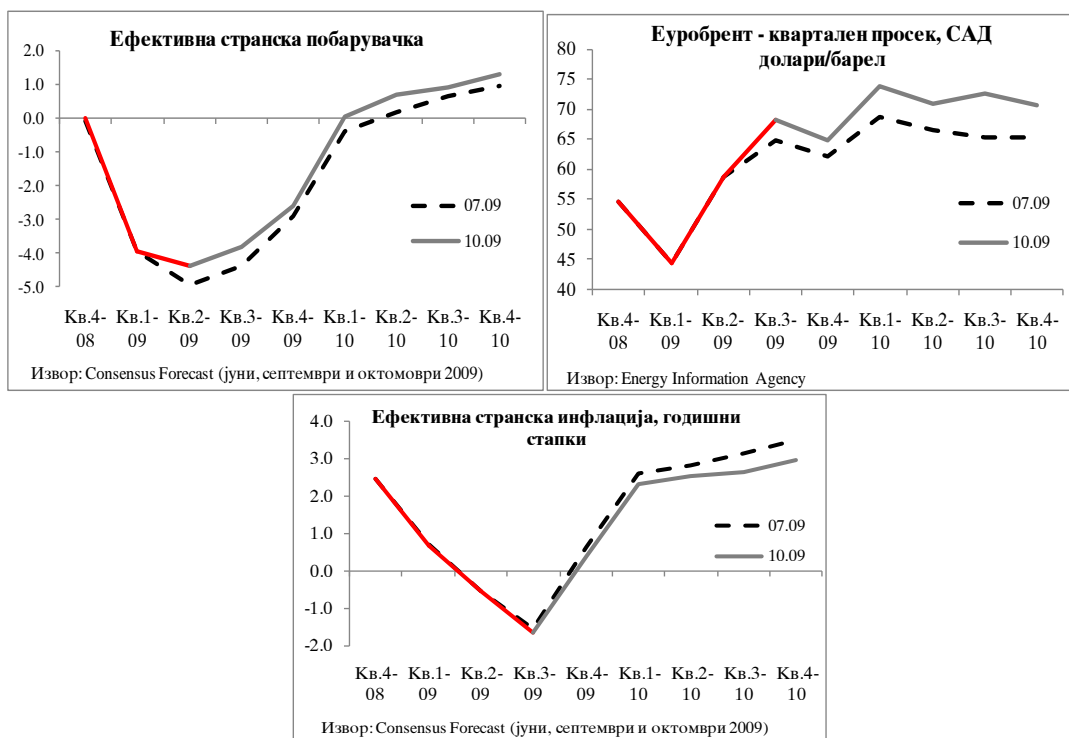 Ефективна странска побарувачка
2.0
1.0
0.0
-1.0
-2.0
-3.0
-4.0
-5.0
07.09
10.09
Кв.4-08
Кв.1-09
Кв.2-09
Кв.3-09
Кв.4-09
Кв.1-10
Кв.2-10
Кв.3-10
Кв.4-10
Извор: Consensus Forecast (јуни, септември и октомври 2009)
Еуробрент - квартален просек, САД
долари/барел
80
75
70
65
60
55
50
45
40
07.09
10.09
Кв.4-08
Кв.1-09
Кв.2-09
Кв.3-09
Кв.4-09
Кв.1-10
Кв.2-10
Кв.3-10
Кв.4-10
Извор: Energy Information Agency
Ефективна странска инфлација, годишни
стапки
4.0
3.0
2.0
1.0
0.0
-1.0
-2.0
07.09
10.09
Кв.4-08
Кв.1-09
Кв.2-09
Кв.3-09
Кв.4-09
Кв.1-10
Кв.2-10
Кв.3-10
Кв.4-10
Извор: Consensus Forecast (јуни, септември и октомври 2009)